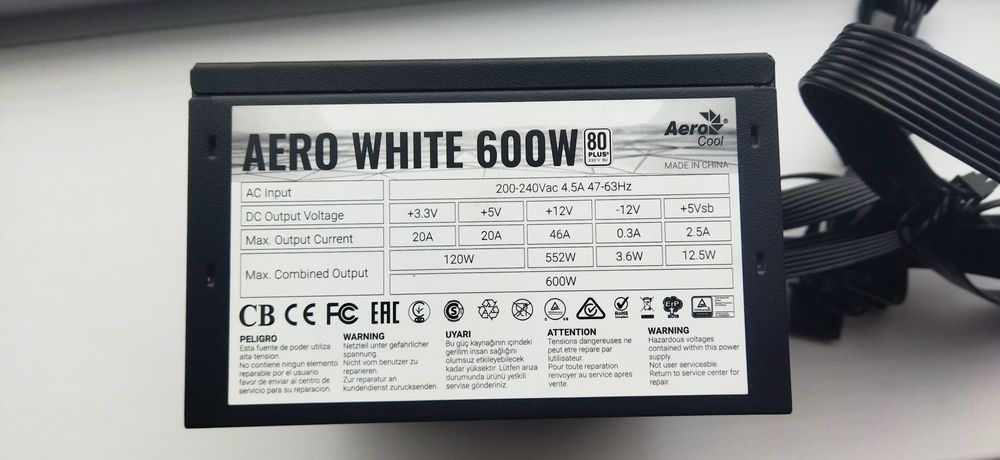 AERO WHITE 600W
80
PLUS
230 V EU
Aero
Cool
®
MADE IN CHINA
AC Input 200-240Vac 4.5A 47-63Hz
DC Output Voltage +3.3V +5V +12V -12V +5Vsb
Max. Output Current 20A 20A 46A 0.3A 2.5A
Max. Combined Output 120W 552W 3.6W 12.5W
600W
CB CE FC EAC
RoHS
ErP
PELIGRO
Esta fuente de poder utiliza
alta tension.
No contiene ningun elemento
reparable por el usuario
favor de enviar al centro de
servicio para su reparacion.
WARNING
Netzteil unter gefahrlicher
spannung.
Nicht vom benutzer zu
reparieren.
Zur reparatur an
kundendienst zurucksenden.
UYARI
Bu güç kaynağının içindeki
gerilim insan sağlığını
olumsuz etkileyebilecek
kadar yüksektir. Lütfen arıza
durumunda ürünü yetkili
servise gönderiniz.
ATTENTION
Tensions dangereuses ne
peut etre repare par
lutilisateur.
Pour toute reparation
renvoyer au service apres
vente.
WARNING
Hazardous voltages
contained within this power
supply.
Not user serviceable.
Return to service center for
repair.